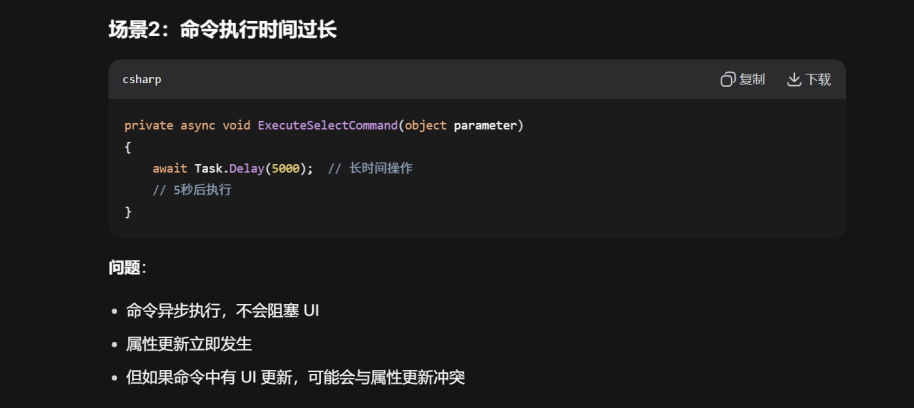 场景2：命令执行时间过长
csharp 复制 下载
private async void ExecuteSelectCommand(object parameter)
{
    await Task.Delay(5000);  // 长时间操作
    // 5秒后执行
}
问题：
• 命令异步执行，不会阻塞 UI
• 属性更新立即发生
• 但如果命令中有 UI 更新，可能会与属性更新冲突